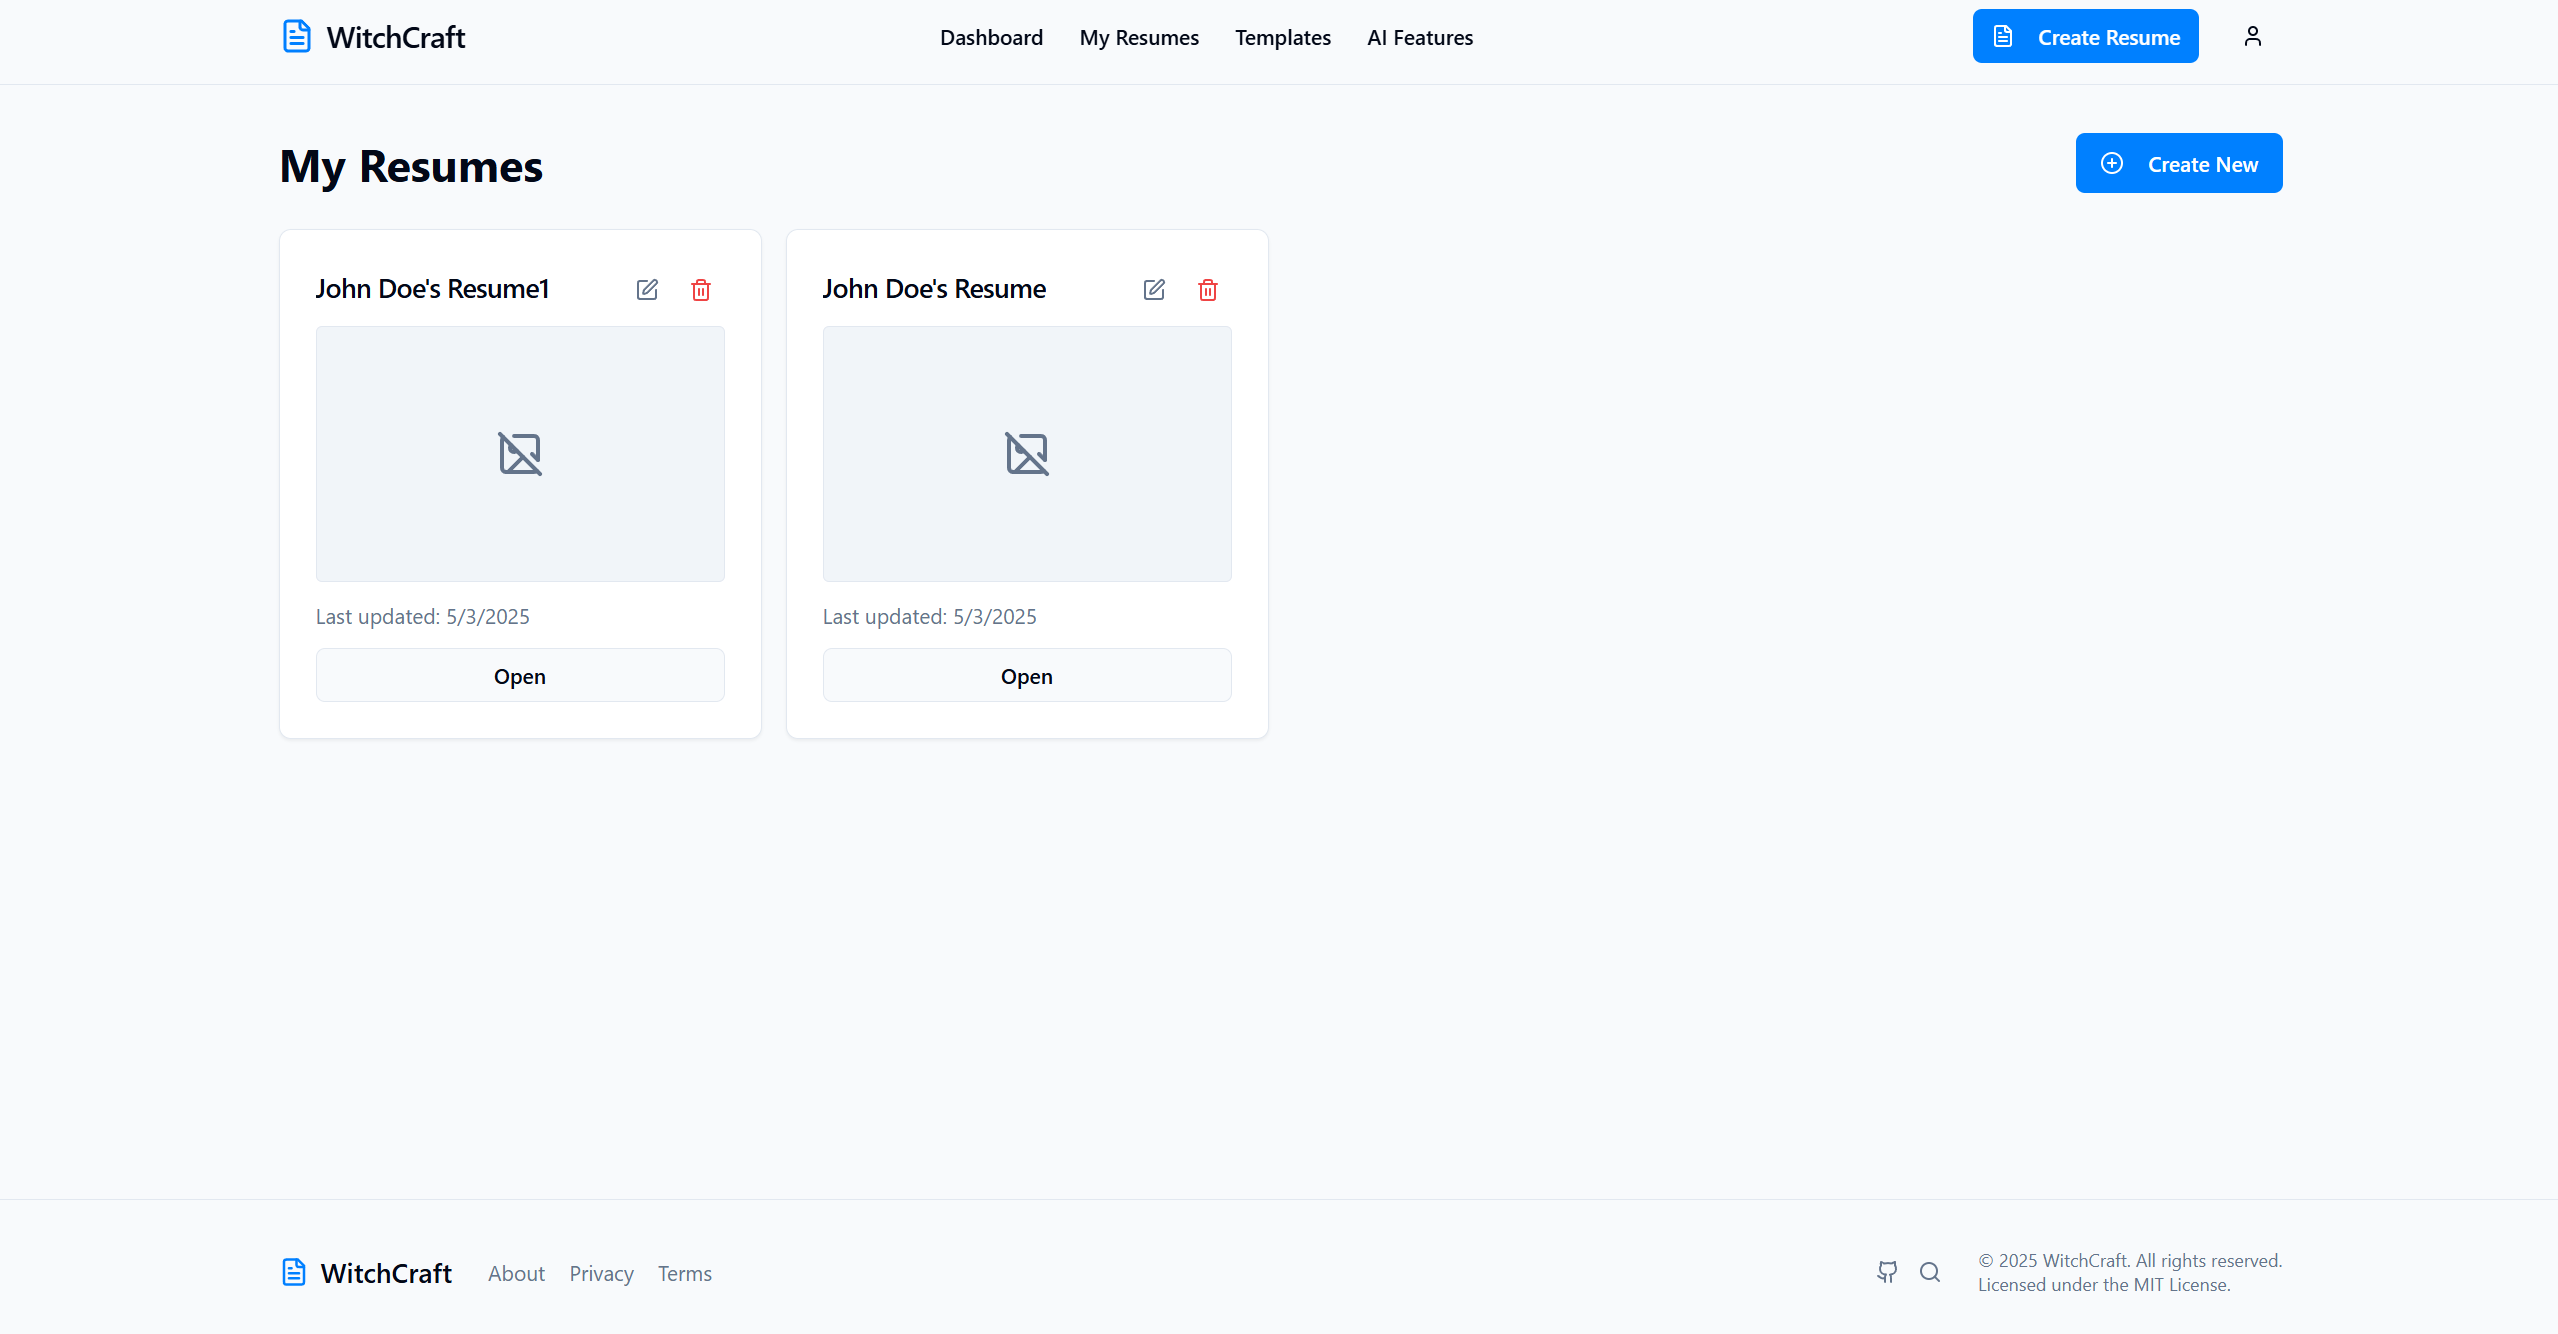 WitchCraft
Dashboard
My Resumes
Templates
AI Features
Create Resume
My Resumes
Create New
John Doe's Resume1
Last updated: 5/3/2025
Open
John Doe's Resume
Last updated: 5/3/2025
Open
WitchCraft
About
Privacy
Terms
© 2025 WitchCraft. All rights reserved.
Licensed under the MIT License.